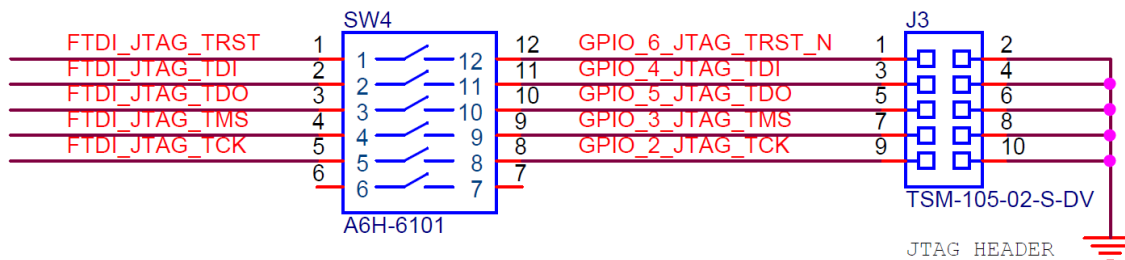 SW4 J3
FTDI_JTAG_TRST 1 1 12 12 GPIO_6_JTAG_TRST_N 1 2
FTDI_JTAG_TDI 2 2 11 11 GPIO_4_JTAG_TDI 3 4
FTDI_JTAG_TDO 3 3 10 10 GPIO_5_JTAG_TDO 5 6
FTDI_JTAG_TMS 4 4 9 9 GPIO_3_JTAG_TMS 7 8
FTDI_JTAG_TCK 5 5 8 8 GPIO_2_JTAG_TCK 9 10
6 6 7 7
A6H-6101 TSM-105-02-S-DV
JTAG HEADER